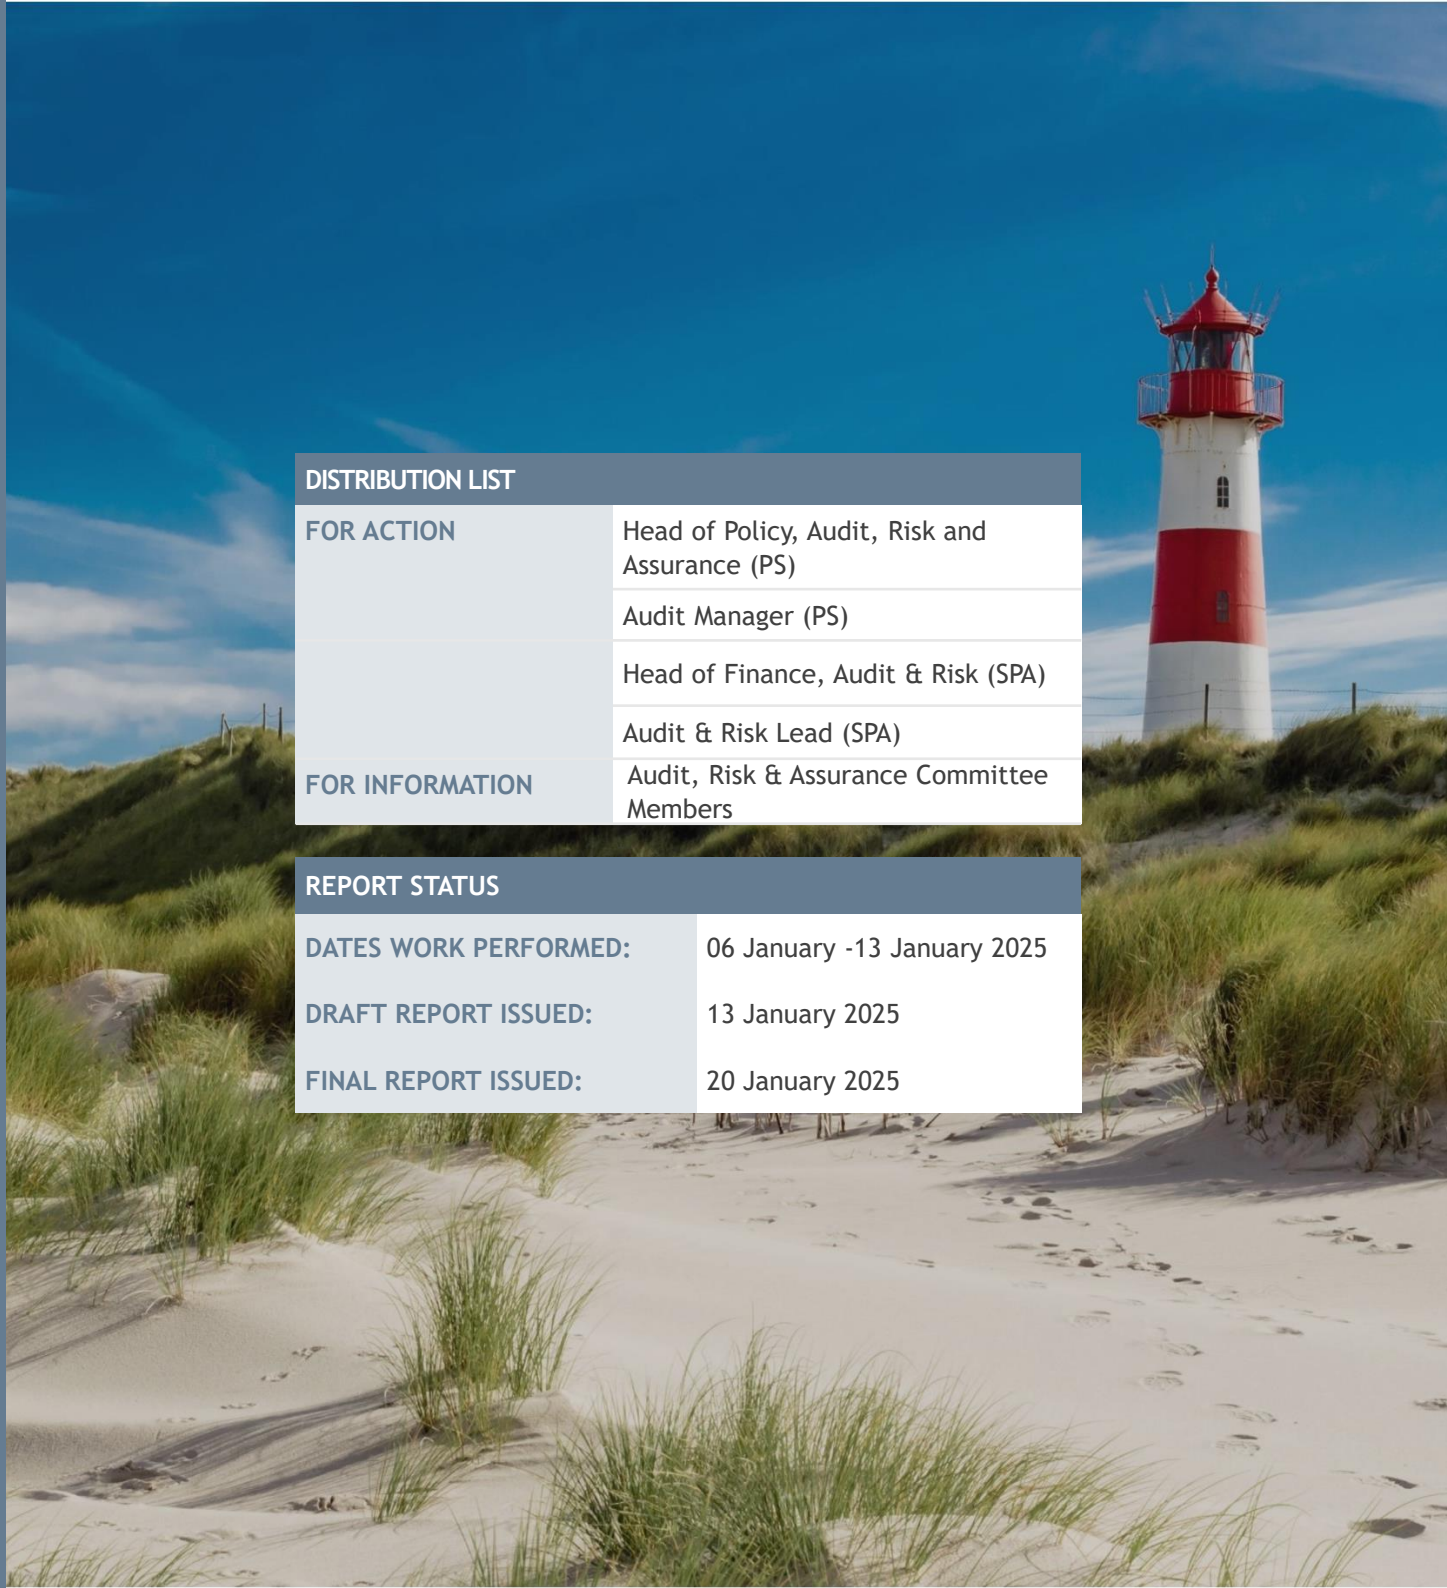 DISTRIBUTION LIST
FOR ACTION
Head of Policy, Audit, Risk and
Assurance (PS)
Audit Manager (PS)
Head of Finance, Audit & Risk (SPA)
Audit & Risk Lead (SPA)
FOR INFORMATION
Audit, Risk & Assurance Committee
Members
REPORT STATUS
DATES WORK PERFORMED: 06 January -13 January 2025
DRAFT REPORT ISSUED: 13 January 2025
FINAL REPORT ISSUED: 20 January 2025